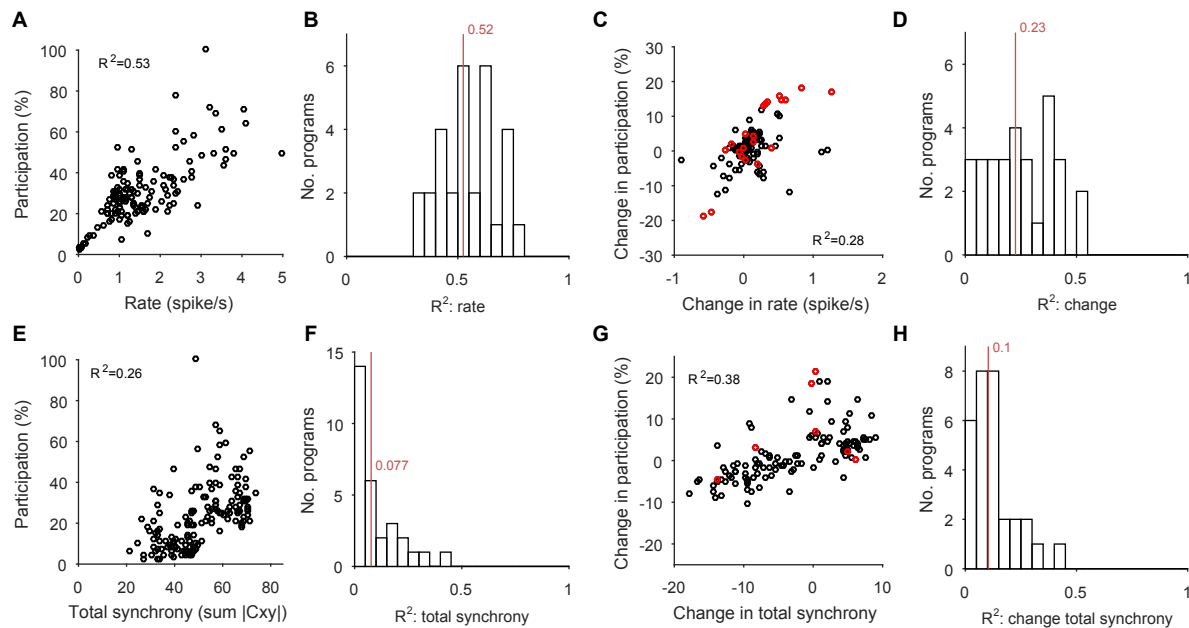 A
R²=0.53
Participation (%)
100
80
60
40
20
0
0 1 2 3 4 5
Rate (spike/s)
B
0.52
No. programs
6
4
2
0
0 0.5 1
R²: rate
C
Change in participation (%)
30
20
10
0
-10
-20
-30
R²=0.28
-1 0 1 2
Change in rate (spike/s)
D
0.23
No. programs
6
4
2
0
0 0.5 1
R²: change
E
R²=0.26
Participation (%)
100
80
60
40
20
0
0 20 40 60 80
Total synchrony (sum |Cxy|)
F
0.077
No. programs
15
10
5
0
0 0.5 1
R²: total synchrony
G
R²=0.38
Change in participation (%)
20
10
0
-10
-20
-20 -10 0 10
Change in total synchrony
H
0.1
No. programs
8
6
4
2
0
0 0.5 1
R²: change total synchrony